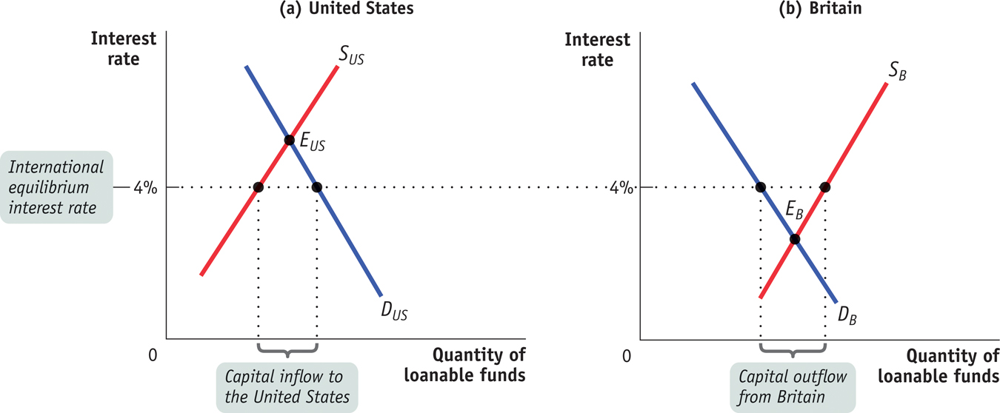 (a) United States
Interest
rate
S_US
E_US
International
equilibrium
interest rate
4%
D_US
0
Quantity of
loanable funds
Capital inflow to
the United States
(b) Britain
Interest
rate
S_B
4%
E_B
D_B
0
Quantity of
loanable funds
Capital outflow
from Britain